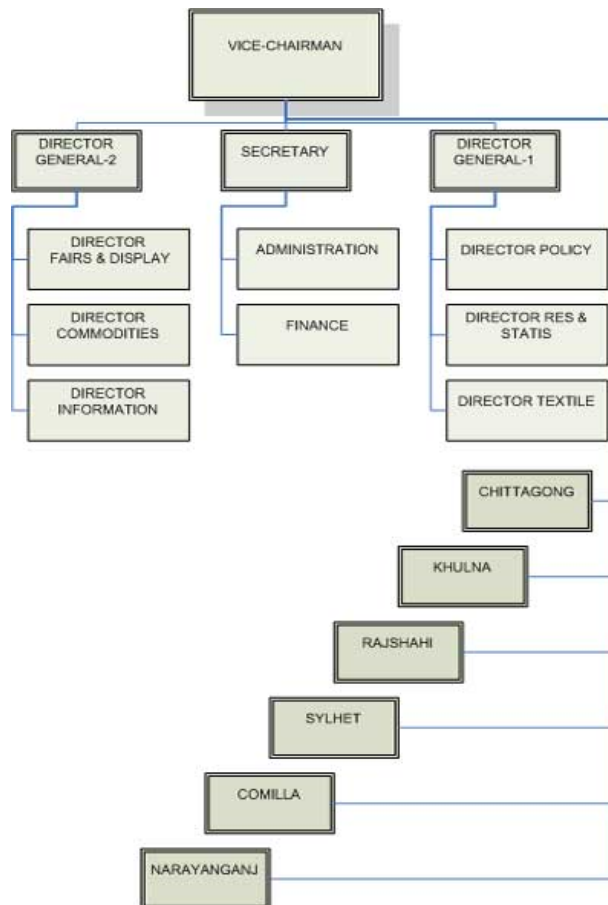 VICE-CHAIRMAN
DIRECTOR
GENERAL-2
SECRETARY
DIRECTOR
GENERAL-1
DIRECTOR
FAIRS & DISPLAY
ADMINISTRATION
DIRECTOR POLICY
DIRECTOR
COMMODITIES
FINANCE
DIRECTOR RES &
STATIS
DIRECTOR
INFORMATION
DIRECTOR TEXTILE
CHITTAGONG
KHULNA
RAJSHAHI
SYLHET
COMILLA
NARAYANGANJ